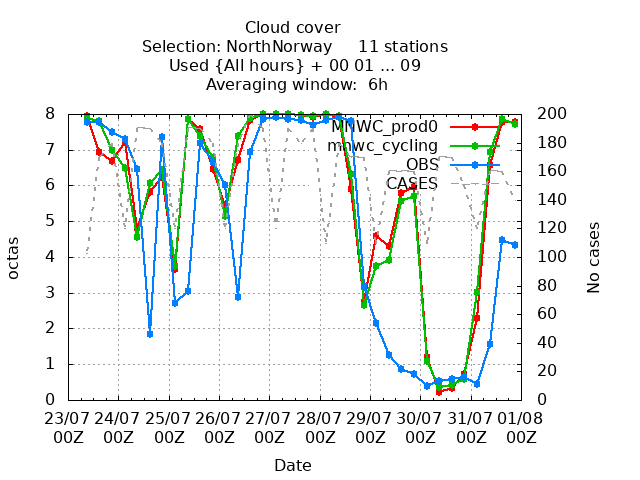 Cloud cover
Selection: NorthNorway 11 stations
Used {All hours} + 00 01 ... 09
Averaging window: 6h
MNWC_prod0
mnwc_cycling
OBS
CASES
8
7
6
5
4
3
2
1
0
octas
200
180
160
140
120
100
80
60
40
20
0
No cases
23/07 24/07 25/07 26/07 27/07 28/07 29/07 30/07 31/07 01/08
00Z 00Z 00Z 00Z 00Z 00Z 00Z 00Z 00Z 00Z
Date